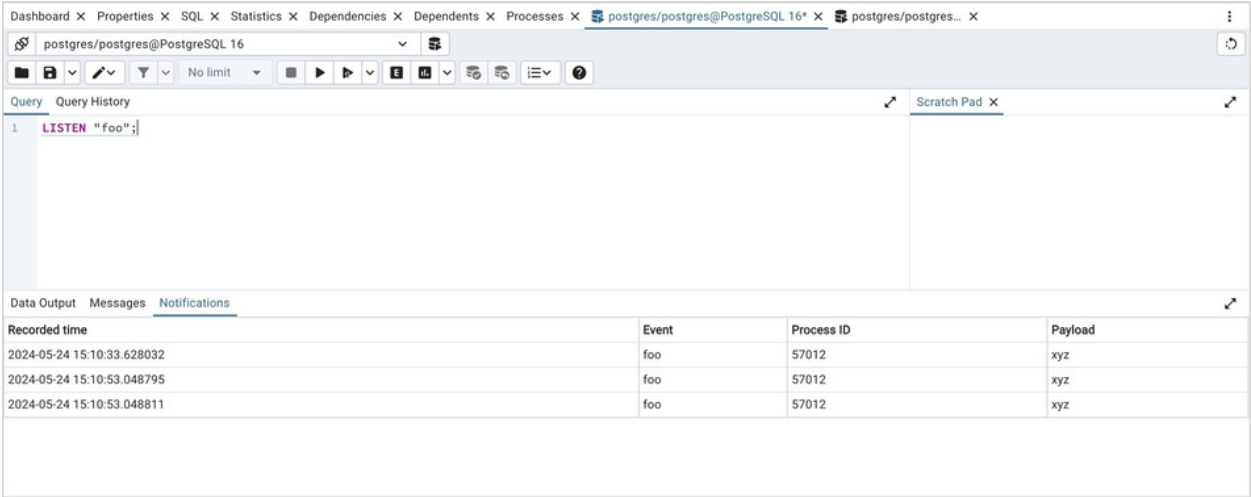 Dashboard X Properties X SQL X Statistics X Dependencies X Dependents X Processes X postgres/postgres@PostgreSQL 16* X postgres/postgres... X
postgres/postgres@PostgreSQL 16
No limit
Query Query History
Scratch Pad X
1 LISTEN "foo";
Data Output Messages Notifications
Recorded time Event Process ID Payload
2024-05-24 15:10:33.628032 foo 57012 xyz
2024-05-24 15:10:53.048795 foo 57012 xyz
2024-05-24 15:10:53.048811 foo 57012 xyz